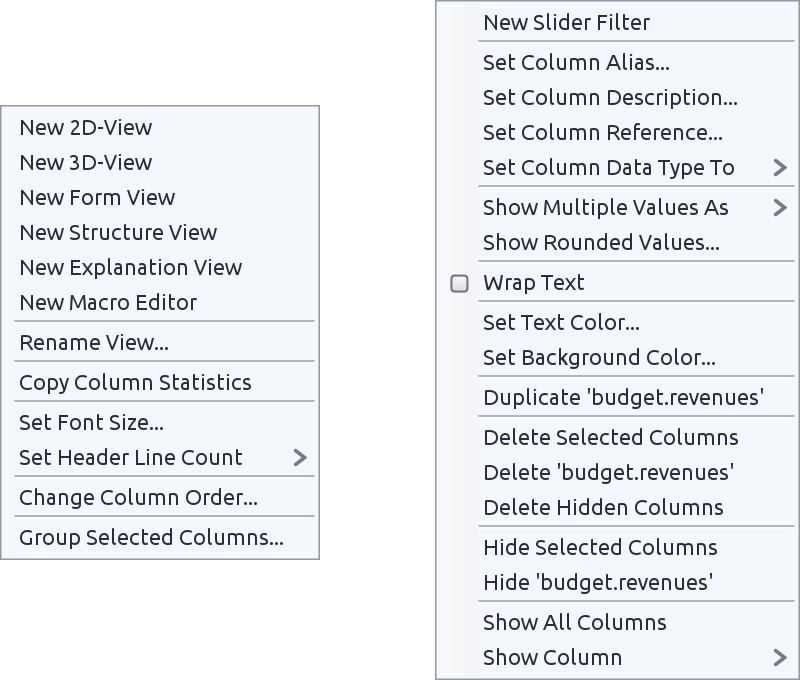 New 2D-View
New 3D-View
New Form View
New Structure View
New Explanation View
New Macro Editor
Rename View...
Copy Column Statistics
Set Font Size...
Set Header Line Count
Change Column Order...
Group Selected Columns...
New Slider Filter
Set Column Alias...
Set Column Description...
Set Column Reference...
Set Column Data Type To
Show Multiple Values As
Show Rounded Values...
Wrap Text
Set Text Color...
Set Background Color...
Duplicate 'budget.revenues'
Delete Selected Columns
Delete 'budget.revenues'
Delete Hidden Columns
Hide Selected Columns
Hide 'budget.revenues'
Show All Columns
Show Column